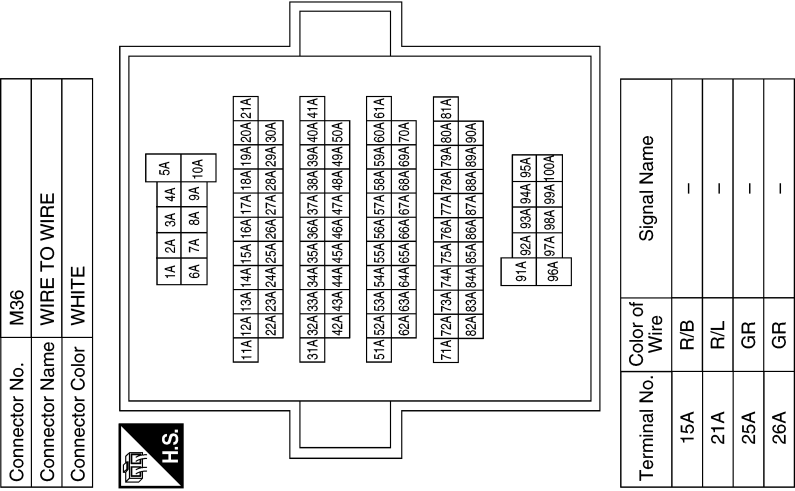 Connector No. M36
Connector Name WIRE TO WIRE
Connector Color WHITE
H.S.
1A 2A 3A 4A 5A
6A 7A 8A 9A 10A
11A 12A 13A 14A 15A 16A 17A 18A 19A 20A 21A
22A 23A 24A 25A 26A 27A 28A 29A 30A
31A 32A 33A 34A 35A 36A 37A 38A 39A 40A 41A
42A 43A 44A 45A 46A 47A 48A 49A 50A
51A 52A 53A 54A 55A 56A 57A 58A 59A 60A 61A
62A 63A 64A 65A 66A 67A 68A 69A 70A
71A 72A 73A 74A 75A 76A 77A 78A 79A 80A 81A
82A 83A 84A 85A 86A 87A 88A 89A 90A
91A 92A 93A 94A 95A
96A 97A 98A 99A 100A
Terminal No. Color of Wire Signal Name
15A R/B –
21A R/L –
25A GR –
26A GR –